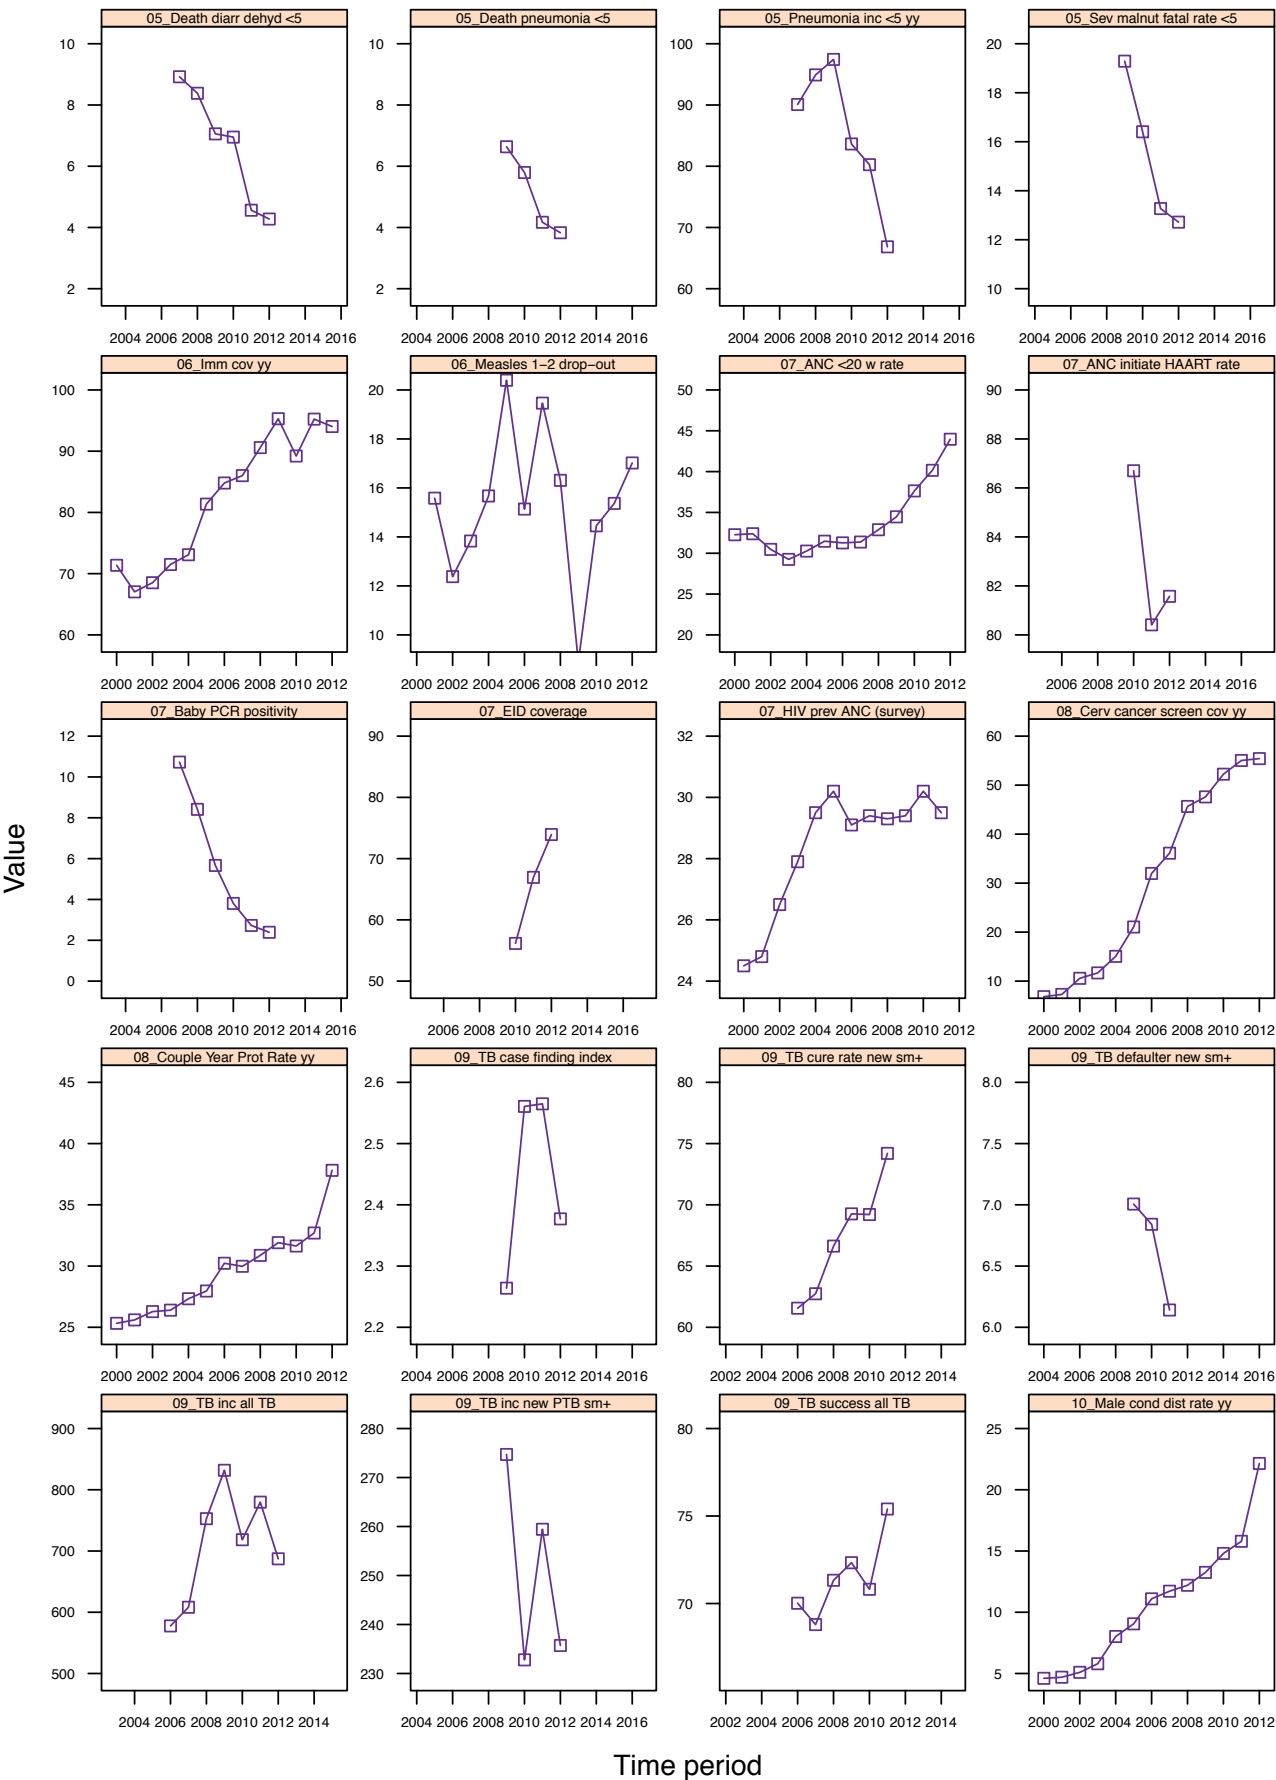 05_Death diarr dehyd <5 05_Death pneumonia <5 05_Pneumonia inc <5 yy 05_Sev malnut fatal rate <5
10 10 100 20
8 8 90 18
6 6 80 16
14
4 4 70 12
2 2 60 10
2004 2006 2008 2010 2012 2014 2016 2004 2006 2008 2010 2012 2014 2016 2004 2006 2008 2010 2012 2014 2016 2004 2006 2008 2010 2012 2014 2016
06_Imm cov yy 06_Measles 1−2 drop−out 07_ANC <20 w rate 07_ANC initiate HAART rate
100 20 50 90
90 18 45 88
40
80 16 35 86
14 30 84
70 12 25 82
60 10 20 80
2000 2002 2004 2006 2008 2010 2012 2000 2002 2004 2006 2008 2010 2012 2000 2002 2004 2006 2008 2010 2012 2006 2008 2010 2012 2014 2016
07_Baby PCR positivity 07_EID coverage 07_HIV prev ANC (survey) 08_Cerv cancer screen cov yy
12 90 32 60
10 80 30 50
8 40
6 70 28 30
4 60 26 20
2
0 50 24 10
2004 2006 2008 2010 2012 2014 2016 2006 2008 2010 2012 2014 2016 2000 2002 2004 2006 2008 2010 2012 2000 2002 2004 2006 2008 2010 2012
08_Couple Year Prot Rate yy 09_TB case finding index 09_TB cure rate new sm+ 09_TB defaulter new sm+
45 2.6 80 8.0
40 2.5 75 7.5
35 2.4 70 7.0
30 2.3 65 6.5
25 2.2 60 6.0
2000 2002 2004 2006 2008 2010 2012 2004 2006 2008 2010 2012 2014 2016 2002 2004 2006 2008 2010 2012 2014 2004 2006 2008 2010 2012 2014 2016
09_TB inc all TB 09_TB inc new PTB sm+ 09_TB success all TB 10_Male cond dist rate yy
900 280 80 25
800 270 75 20
260
700 250 15
600 240 70 10
500 230 5
2004 2006 2008 2010 2012 2014 2004 2006 2008 2010 2012 2014 2016 2002 2004 2006 2008 2010 2012 2014 2000 2002 2004 2006 2008 2010 2012
Value
Time period